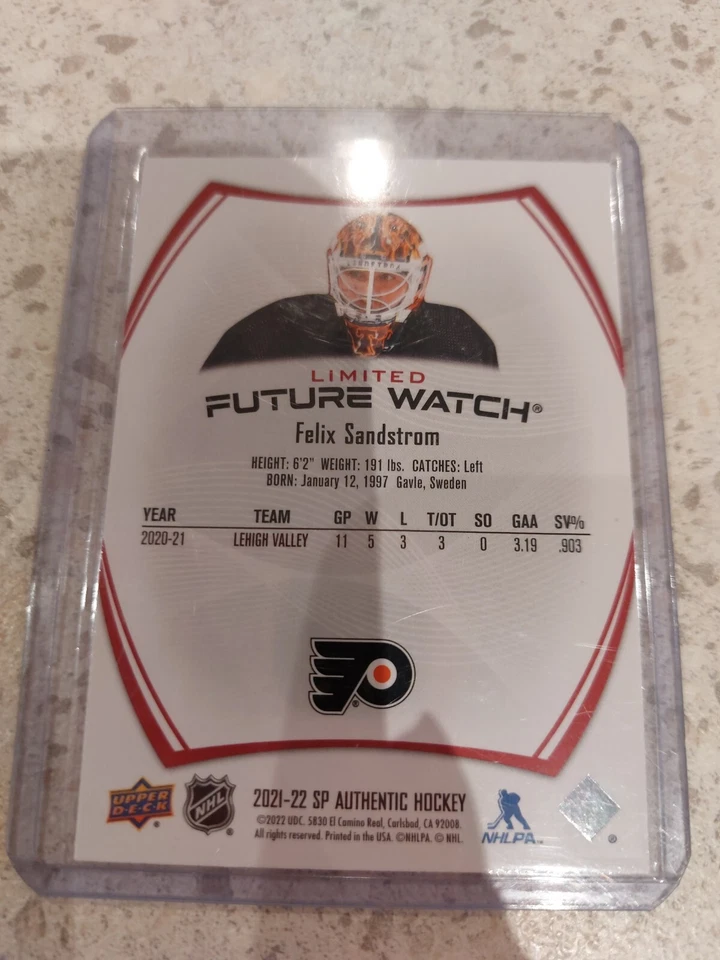 LIMITED
FUTURE WATCH®
Felix Sandstrom
HEIGHT: 6'2" WEIGHT: 191 lbs. CATCHES: Left
BORN: January 12, 1997 Gavle, Sweden
YEAR TEAM GP W L T/OT SO GAA SV%
2020-21 LEHIGH VALLEY 11 5 3 3 0 3.19 .903
®
UPPER
DECK
NHL
®
2021-22 SP AUTHENTIC HOCKEY
©2022 UDC. 5830 El Camino Real, Carlsbad, CA 92008.
All rights reserved. Printed in the USA. ©NHLPA. © NHL.
NHLPA™
®